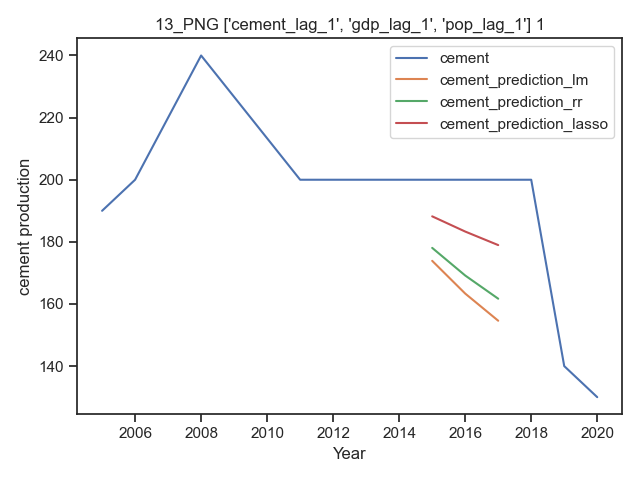 13_PNG ['cement_lag_1', 'gdp_lag_1', 'pop_lag_1'] 1
cement
cement_prediction_lm
cement_prediction_rr
cement_prediction_lasso
240
220
200
180
160
140
cement production
2006 2008 2010 2012 2014 2016 2018 2020
Year